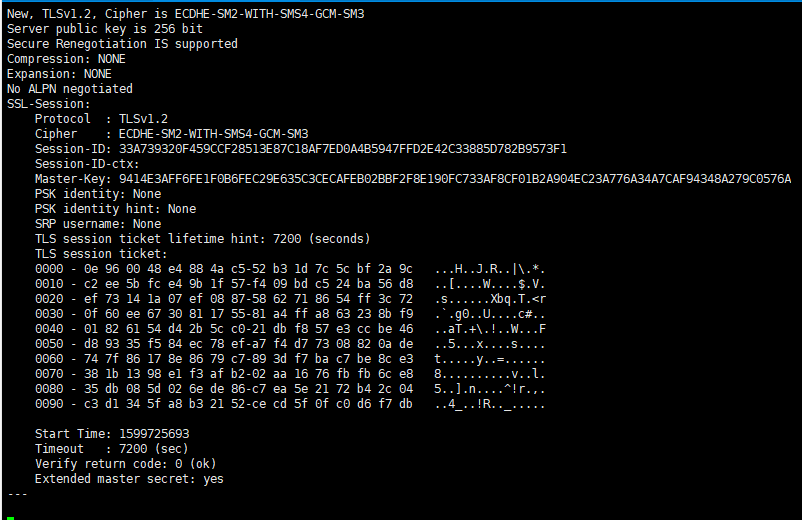 New, TLSv1.2, Cipher is ECDHE-SM2-WITH-SMS4-GCM-SM3
Server public key is 256 bit
Secure Renegotiation IS supported
Compression: NONE
Expansion: NONE
No ALPN negotiated
SSL-Session:
    Protocol  : TLSv1.2
    Cipher    : ECDHE-SM2-WITH-SMS4-GCM-SM3
    Session-ID: 33A739320F459CCF28513E87C18AF7ED0A4B5947FFD2E42C33885D782B9573F1
    Session-ID-ctx:
    Master-Key: 9414E3AFF6FE1F0B6FEC29E635C3CECAFEB02BBF2F8E190FC733AF8CF01B2A904EC23A776A34A7CAF94348A279C0576A
    PSK identity: None
    PSK identity hint: None
    SRP username: None
    TLS session ticket lifetime hint: 7200 (seconds)
    TLS session ticket:
    0000 - 0e 96 00 48 e4 88 4a c5-52 b3 1d 7c 5c bf 2a 9c   ...H..J.R..|\.*.
    0010 - c2 ee 5b fc e4 9b 1f 57-f4 09 bd c5 24 ba 56 d8   ..[....W....$.V.
    0020 - ef 73 14 1a 07 ef 08 87-58 62 71 86 54 ff 3c 72   .s......Xbq.T.<r
    0030 - 0f 60 ee 67 30 81 17 55-81 a4 ff a8 63 23 8b f9   .`.g0..U....c#..
    0040 - 01 82 61 54 d4 2b 5c c0-21 db f8 57 e3 cc be 46   ..aT.+\.!..W...F
    0050 - d8 93 35 f5 84 ec 78 ef-a7 f4 d7 73 08 82 0a de   ..5...x....s....
    0060 - 74 7f 86 17 8e 86 79 c7-89 3d f7 ba c7 be 8c e3   t.....y..=......
    0070 - 38 1b 13 98 e1 f3 af b2-02 aa 16 76 fb fb 6c e8   8..........v..l.
    0080 - 35 db 08 5d 02 6e de 86-c7 ea 5e 21 72 b4 2c 04   5..].n....^!r.,.
    0090 - c3 d1 34 5f a8 b3 21 52-ce cd 5f 0f c0 d6 f7 db   ..4_..!R.._.....

    Start Time: 1599725693
    Timeout   : 7200 (sec)
    Verify return code: 0 (ok)
    Extended master secret: yes
---